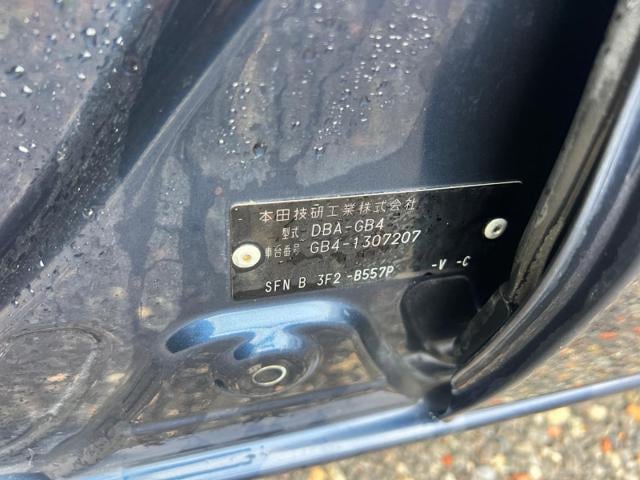 本田技研工業株式会社
型式 DBA-GB4
車台番号 GB4-1307207
SFN B 3F2 -B557P -V -C